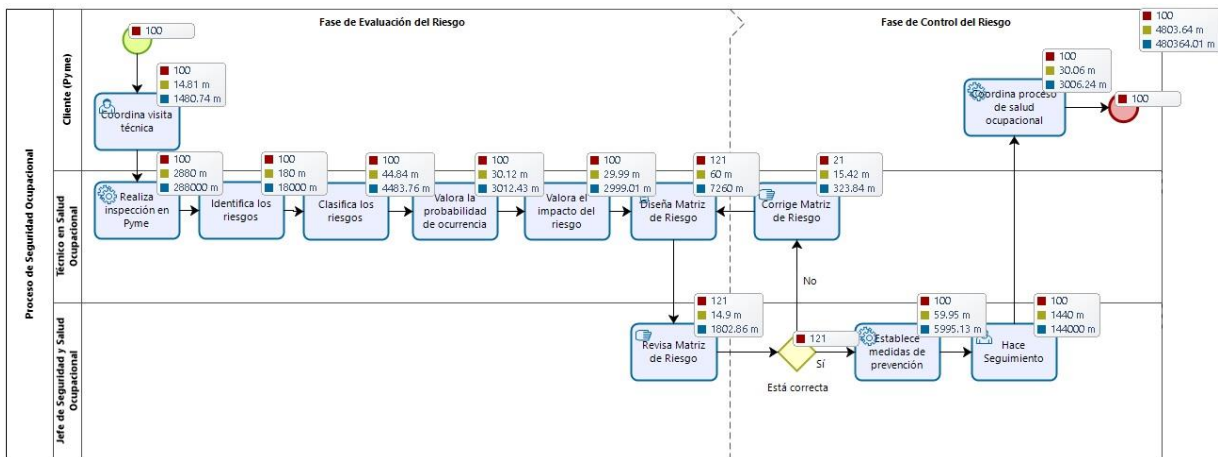 Proceso de Seguridad Ocupacional
Fase de Evaluación del Riesgo
Fase de Control del Riesgo
100
4803.64 m
480364.01 m
Cliente (Pyme)
100
100
14.81 m
1480.74 m
Coordina visita
técnica
100
30.06 m
3006.24 m
Coordina proceso
de salud
ocupacional
100
Técnico en Salud
Ocupacional
100
2880 m
288000 m
Realiza
inspección en
Pyme
100
180 m
18000 m
Identifica los
riesgos
100
44.84 m
4483.76 m
Clasifica los
riesgos
100
30.12 m
3012.43 m
Valora la
probabilidad
de ocurrencia
100
29.99 m
2999.01 m
Valora el
impacto del
riesgo
121
60 m
7260 m
Diseña Matriz
de Riesgo
21
15.42 m
323.84 m
Corrige Matriz
de Riesgo
No
Jefe de Seguridad y Salud
Ocupacional
121
14.9 m
1802.86 m
Revisa Matriz
de Riesgo
121
Sí
Está correcta
100
59.95 m
5995.13 m
Establece
medidas de
prevención
100
1440 m
144000 m
Hace
Seguimiento